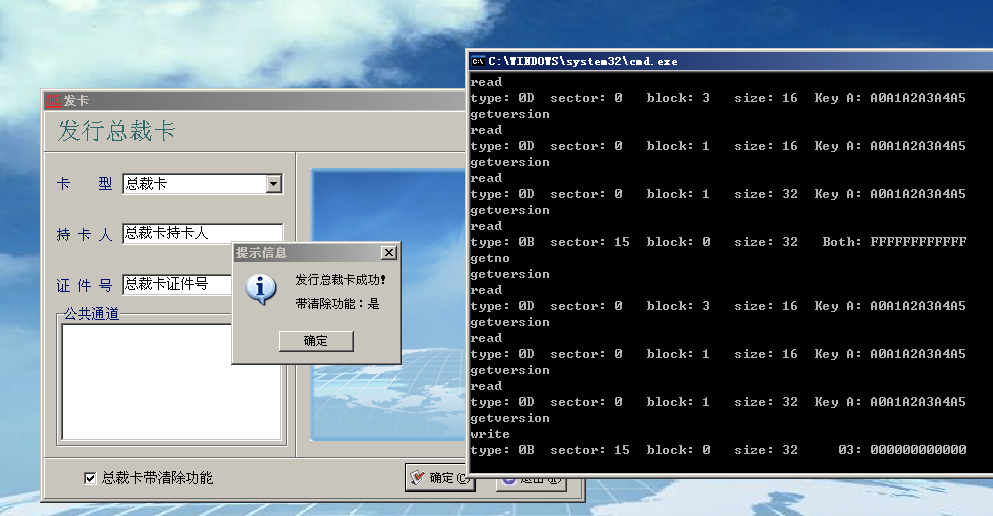 发卡
发行总裁卡
卡 型
总裁卡
持 卡 人
总裁卡持卡人
证 件 号
总裁卡证件号
公共通道
总裁卡带清除功能
确定(C
提示信息
发行总裁卡成功!
带清除功能：是
确定
C:\WINDOWS\system32\cmd.exe
read
type: 0D sector: 0 block: 3 size: 16 Key A: A0A1A2A3A4A5
getversion
read
type: 0D sector: 0 block: 1 size: 16 Key A: A0A1A2A3A4A5
getversion
read
type: 0D sector: 0 block: 1 size: 32 Key A: A0A1A2A3A4A5
getversion
read
type: 0B sector: 15 block: 0 size: 32 Both: FFFFFFFFFFFF
getno
getversion
read
type: 0D sector: 0 block: 3 size: 16 Key A: A0A1A2A3A4A5
getversion
read
type: 0D sector: 0 block: 1 size: 16 Key A: A0A1A2A3A4A5
getversion
read
type: 0D sector: 0 block: 1 size: 32 Key A: A0A1A2A3A4A5
getversion
write
type: 0B sector: 15 block: 0 size: 32 03: 000000000000